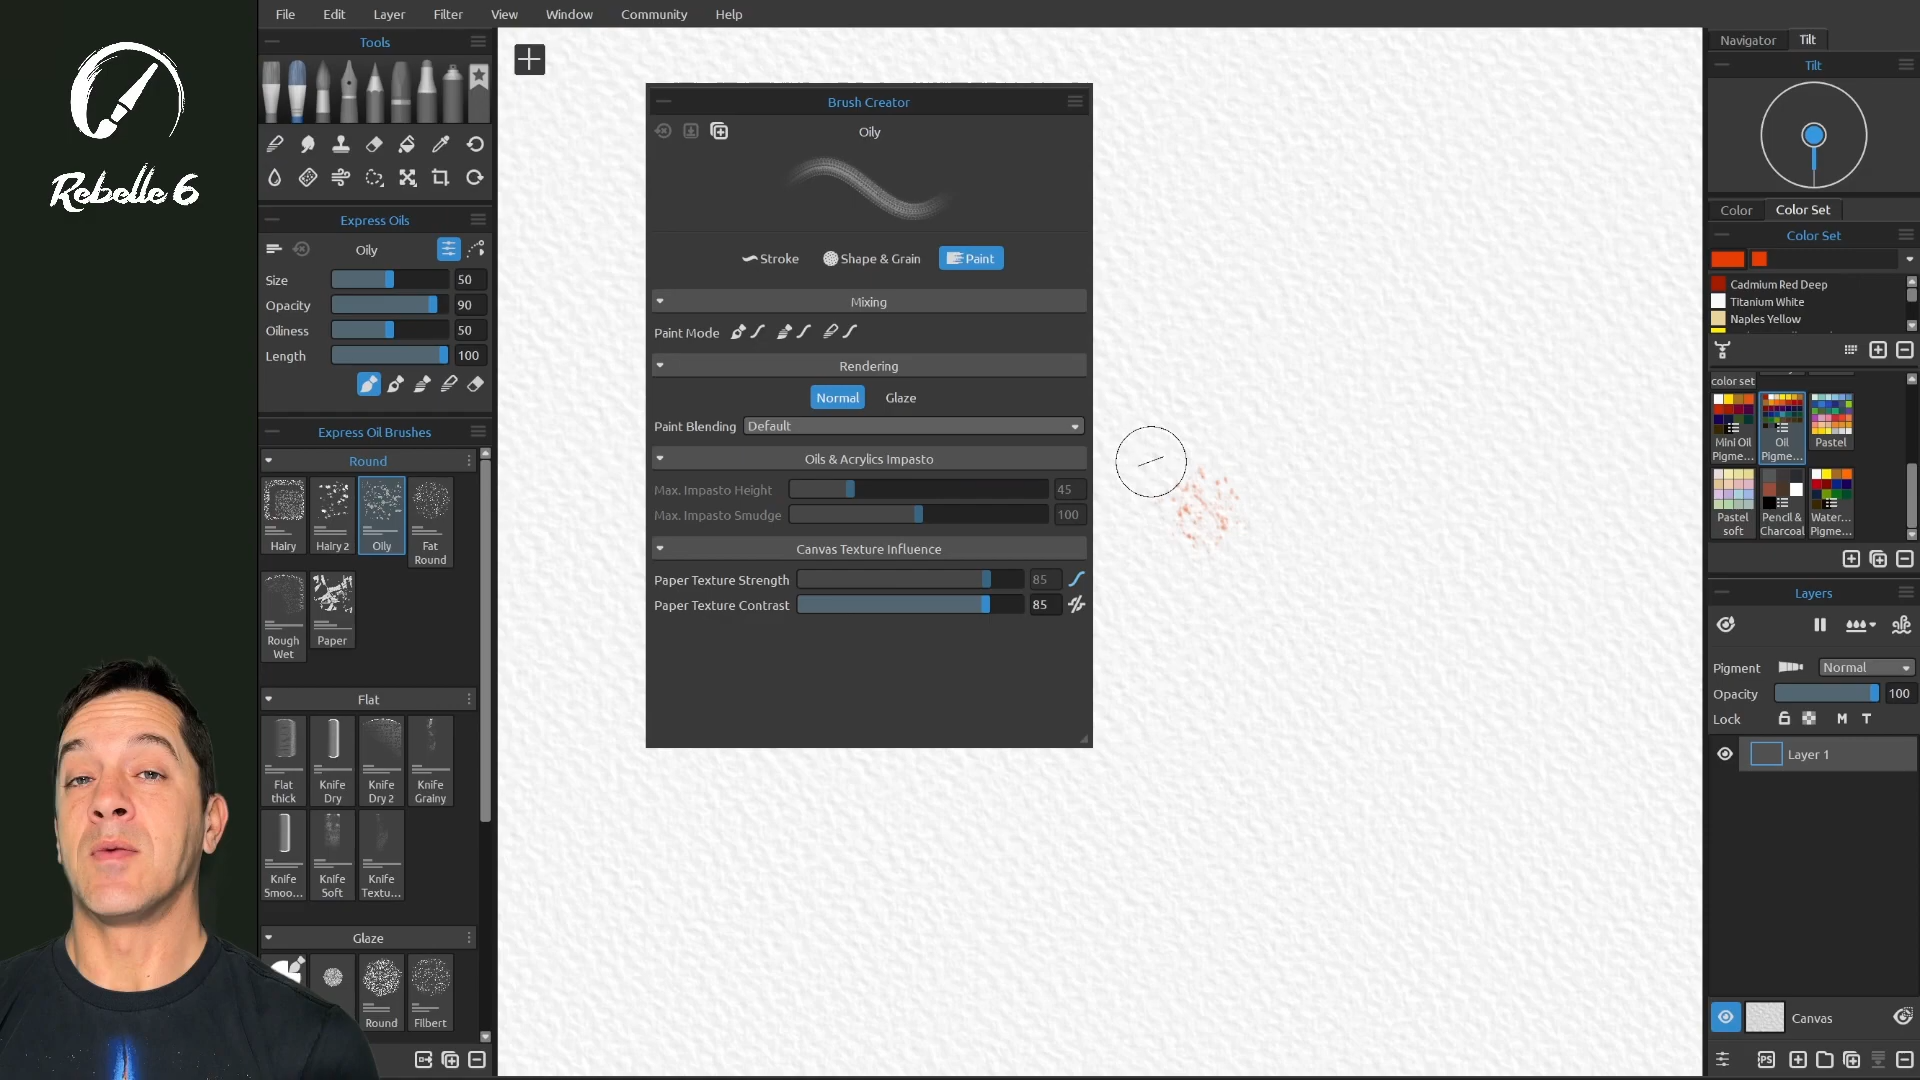 Rebelle 6
File Edit Layer Filter View Window Community Help
Tools
Express Oils
Oily
Size 50
Opacity 90
Oiliness 50
Length 100
Express Oil Brushes
Round
Hairy Hairy 2 Oily Fat Round
Rough Wet Paper
Flat
Flat thick Knife Dry Knife Dry 2 Knife Grainy
Knife Smoo... Knife Soft Knife Textu...
Glaze
Round Filbert
Brush Creator
Oily
Stroke Shape & Grain Paint
Mixing
Paint Mode
Rendering
Normal Glaze
Paint Blending Default
Oils & Acrylics Impasto
Max. Impasto Height 45
Max. Impasto Smudge 100
Canvas Texture Influence
Paper Texture Strength 85
Paper Texture Contrast 85
Navigator Tilt
Tilt
Color Color Set
Color Set
Cadmium Red Deep
Titanium White
Naples Yellow
color set
Mini Oil Pigme... Oil Pigme... Pastel
Pastel soft Pencil & Charcoal Water... Pigme...
Layers
Pigment Normal
Opacity 100
Lock M T
Layer 1
Canvas
PS